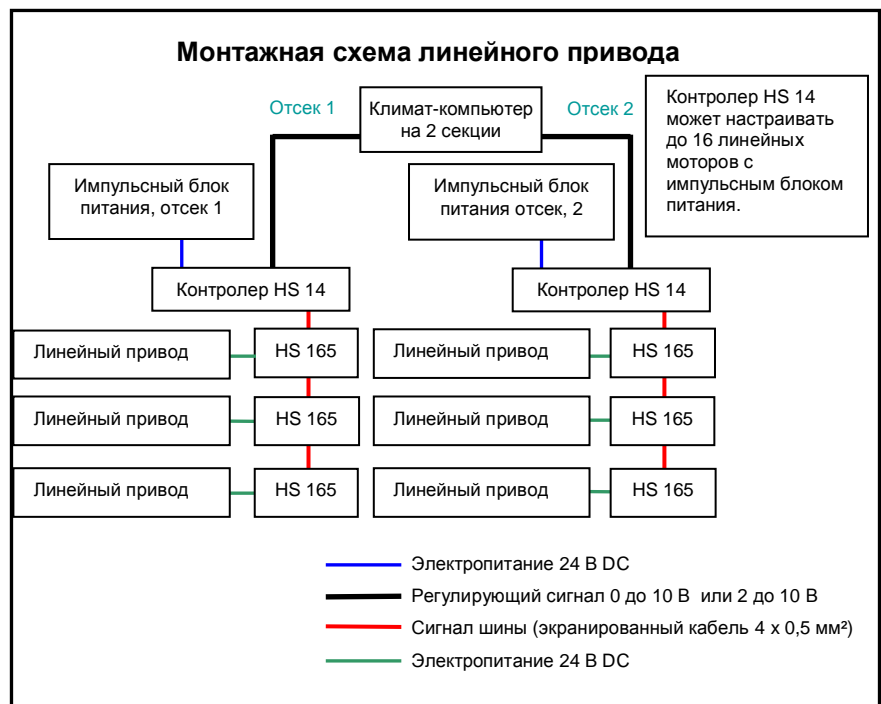 Монтажная схема линейного привода
Отсек 1
Климат-компьютер
на 2 секции
Отсек 2
Контролер HS 14
может настраивать
до 16 линейных
моторов с
импульсным блоком
питания.
Импульсный блок
питания, отсек 1
Импульсный блок
питания отсек, 2
Контролер HS 14
Контролер HS 14
Линейный привод
HS 165
Линейный привод
HS 165
Линейный привод
HS 165
Линейный привод
HS 165
Линейный привод
HS 165
Линейный привод
HS 165
Электропитание 24 В DC
Регулирующий сигнал 0 до 10 В или 2 до 10 В
Сигнал шины (экранированный кабель 4 x 0,5 мм²)
Электропитание 24 В DC